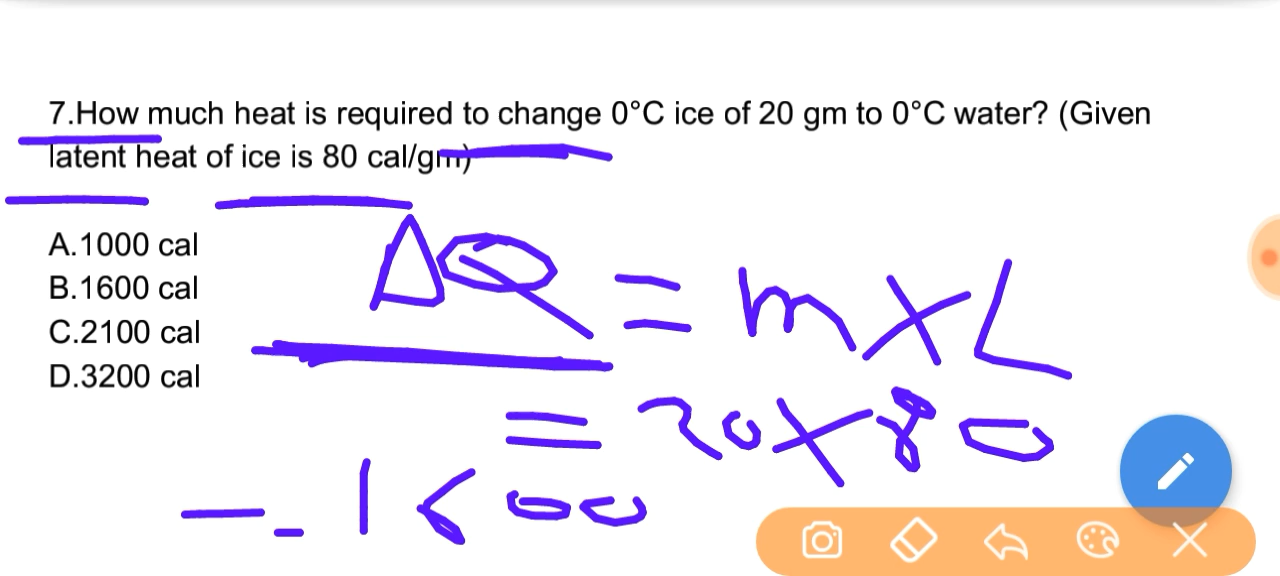 7.How much heat is required to change 0°C ice of 20 gm to 0°C water? (Given
latent heat of ice is 80 cal/gm)
A.1000 cal
B.1600 cal
C.2100 cal
D.3200 cal
ΔQ = m×L
= 20×80
= 1600